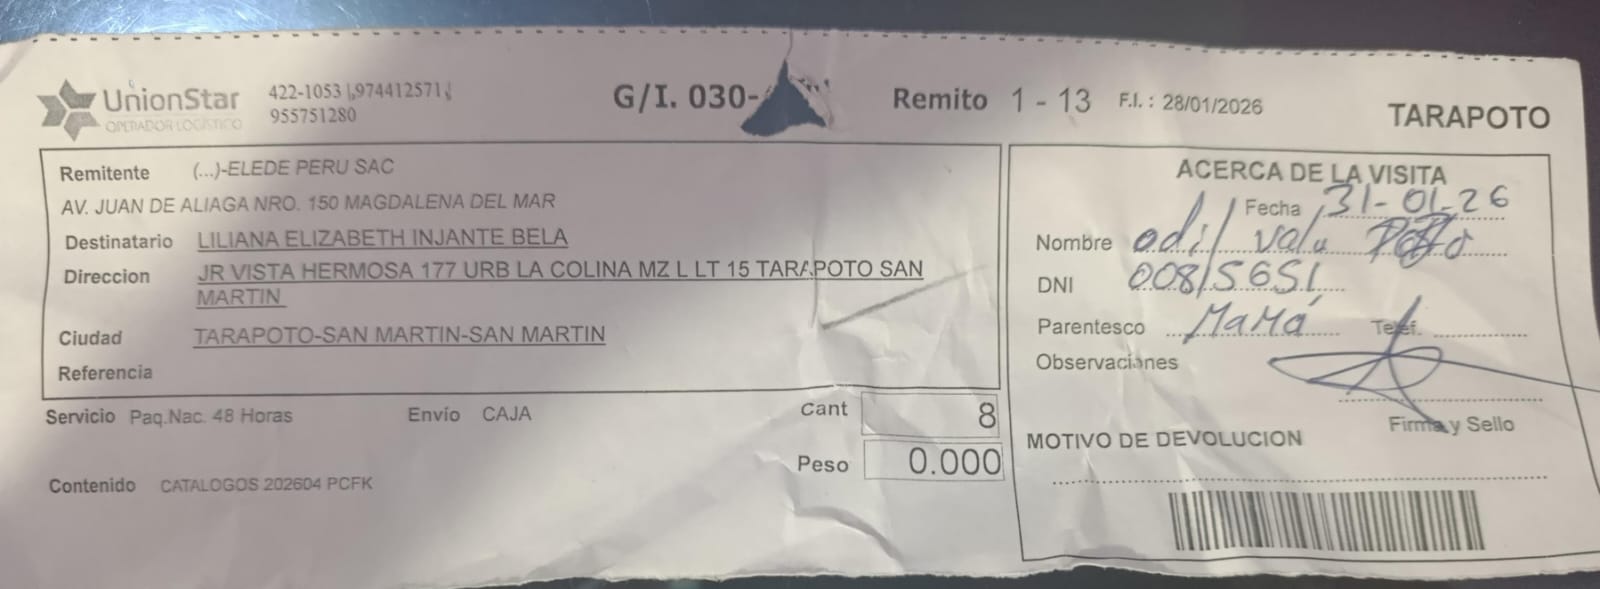 UnionStar
OPERADOR LOGISTICO
422-1053 |,974412571,
955751280
G/I. 030-
Remito 1 - 13 F.I. : 28/01/2026
TARAPOTO
Remitente (...)-ELEDE PERU SAC
AV. JUAN DE ALIAGA NRO. 150 MAGDALENA DEL MAR
Destinatario LILIANA ELIZABETH INJANTE BELA
Direccion JR VISTA HERMOSA 177 URB LA COLINA MZ L LT 15 TARAPOTO SAN
MARTIN
Ciudad TARAPOTO-SAN MARTIN-SAN MARTIN
Referencia
Servicio Paq.Nac. 48 Horas Envío CAJA
Cant 8
Peso 0.000
Contenido CATALOGOS 202604 PCFK
ACERCA DE LA VISITA
Fecha 31-01-26
Nombre odil
DNI 00815651
Parentesco MaMá Telef.
Observaciones
Firma y Sello
MOTIVO DE DEVOLUCION